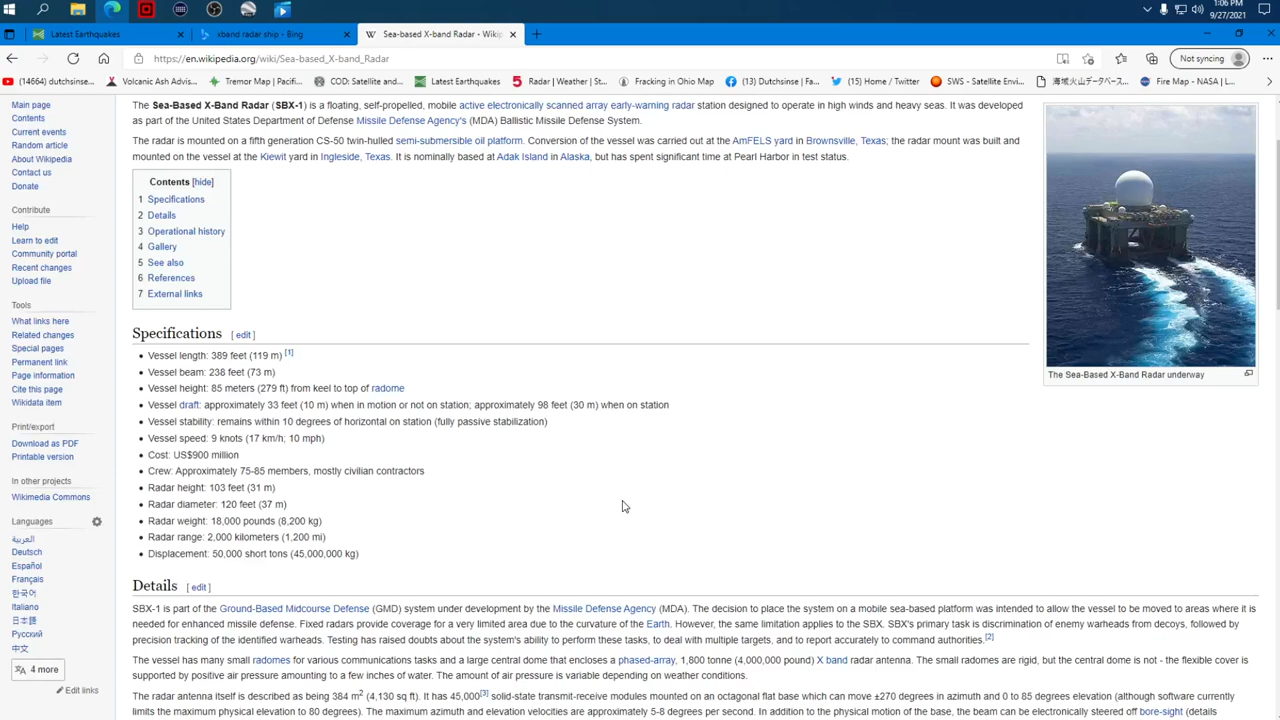 1:06 PM
9/27/2021
Latest Earthquakes
xband radar ship - Bing
Sea-based X-band Radar - Wikip
https://en.wikipedia.org/wiki/Sea-based_X-band_Radar
Not syncing
(14664) dutchsinse...
Volcanic Ash Advis...
Tremor Map | Pacifi...
COD: Satellite and...
Latest Earthquakes
Radar | Weather | St...
Fracking in Ohio Map
(13) Dutchsinse | Fa...
(15) Home / Twitter
SWS - Satellite Envi...
海域火山データベース...
Fire Map - NASA | L...
Main page
Contents
Current events
Random article
About Wikipedia
Contact us
Donate
Contribute
Help
Learn to edit
Community portal
Recent changes
Upload file
Tools
What links here
Related changes
Special pages
Permanent link
Page information
Cite this page
Wikidata item
Print/export
Download as PDF
Printable version
In other projects
Wikimedia Commons
Languages
العربية
Deutsch
Español
Français
한국어
Italiano
日本語
Русский
中文
4 more
Edit links
The Sea-Based X-Band Radar (SBX-1) is a floating, self-propelled, mobile active electronically scanned array early-warning radar station designed to operate in high winds and heavy seas. It was developed
as part of the United States Department of Defense Missile Defense Agency's (MDA) Ballistic Missile Defense System.
The radar is mounted on a fifth generation CS-50 twin-hulled semi-submersible oil platform. Conversion of the vessel was carried out at the AmFELS yard in Brownsville, Texas; the radar mount was built and
mounted on the vessel at the Kiewit yard in Ingleside, Texas. It is nominally based at Adak Island in Alaska, but has spent significant time at Pearl Harbor in test status.
Contents [hide]
1 Specifications
2 Details
3 Operational history
4 Gallery
5 See also
6 References
7 External links
The Sea-Based X-Band Radar underway
Specifications [ edit ]
• Vessel length: 389 feet (119 m) [1]
• Vessel beam: 238 feet (73 m)
• Vessel height: 85 meters (279 ft) from keel to top of radome
• Vessel draft: approximately 33 feet (10 m) when in motion or not on station; approximately 98 feet (30 m) when on station
• Vessel stability: remains within 10 degrees of horizontal on station (fully passive stabilization)
• Vessel speed: 9 knots (17 km/h; 10 mph)
• Cost: US$900 million
• Crew: Approximately 75-85 members, mostly civilian contractors
• Radar height: 103 feet (31 m)
• Radar diameter: 120 feet (37 m)
• Radar weight: 18,000 pounds (8,200 kg)
• Radar range: 2,000 kilometers (1,200 mi)
• Displacement: 50,000 short tons (45,000,000 kg)
Details [ edit ]
SBX-1 is part of the Ground-Based Midcourse Defense (GMD) system under development by the Missile Defense Agency (MDA). The decision to place the system on a mobile sea-based platform was intended to allow the vessel to be moved to areas where it is
needed for enhanced missile defense. Fixed radars provide coverage for a very limited area due to the curvature of the Earth. However, the same limitation applies to the SBX. SBX's primary task is discrimination of enemy warheads from decoys, followed by
precision tracking of the identified warheads. Testing has raised doubts about the system's ability to perform these tasks, to deal with multiple targets, and to report accurately to command authorities.[2]
The vessel has many small radomes for various communications tasks and a large central dome that encloses a phased-array, 1,800 tonne (4,000,000 pound) X band radar antenna. The small radomes are rigid, but the central dome is not - the flexible cover is
supported by positive air pressure amounting to a few inches of water. The amount of air pressure is variable depending on weather conditions.
The radar antenna itself is described as being 384 m2 (4,130 sq ft). It has 45,000[3] solid-state transmit-receive modules mounted on an octagonal flat base which can move ±270 degrees in azimuth and 0 to 85 degrees elevation (although software currently
limits the maximum physical elevation to 80 degrees). The maximum azimuth and elevation velocities are approximately 5-8 degrees per second. In addition to the physical motion of the base, the beam can be electronically steered off bore-sight (details